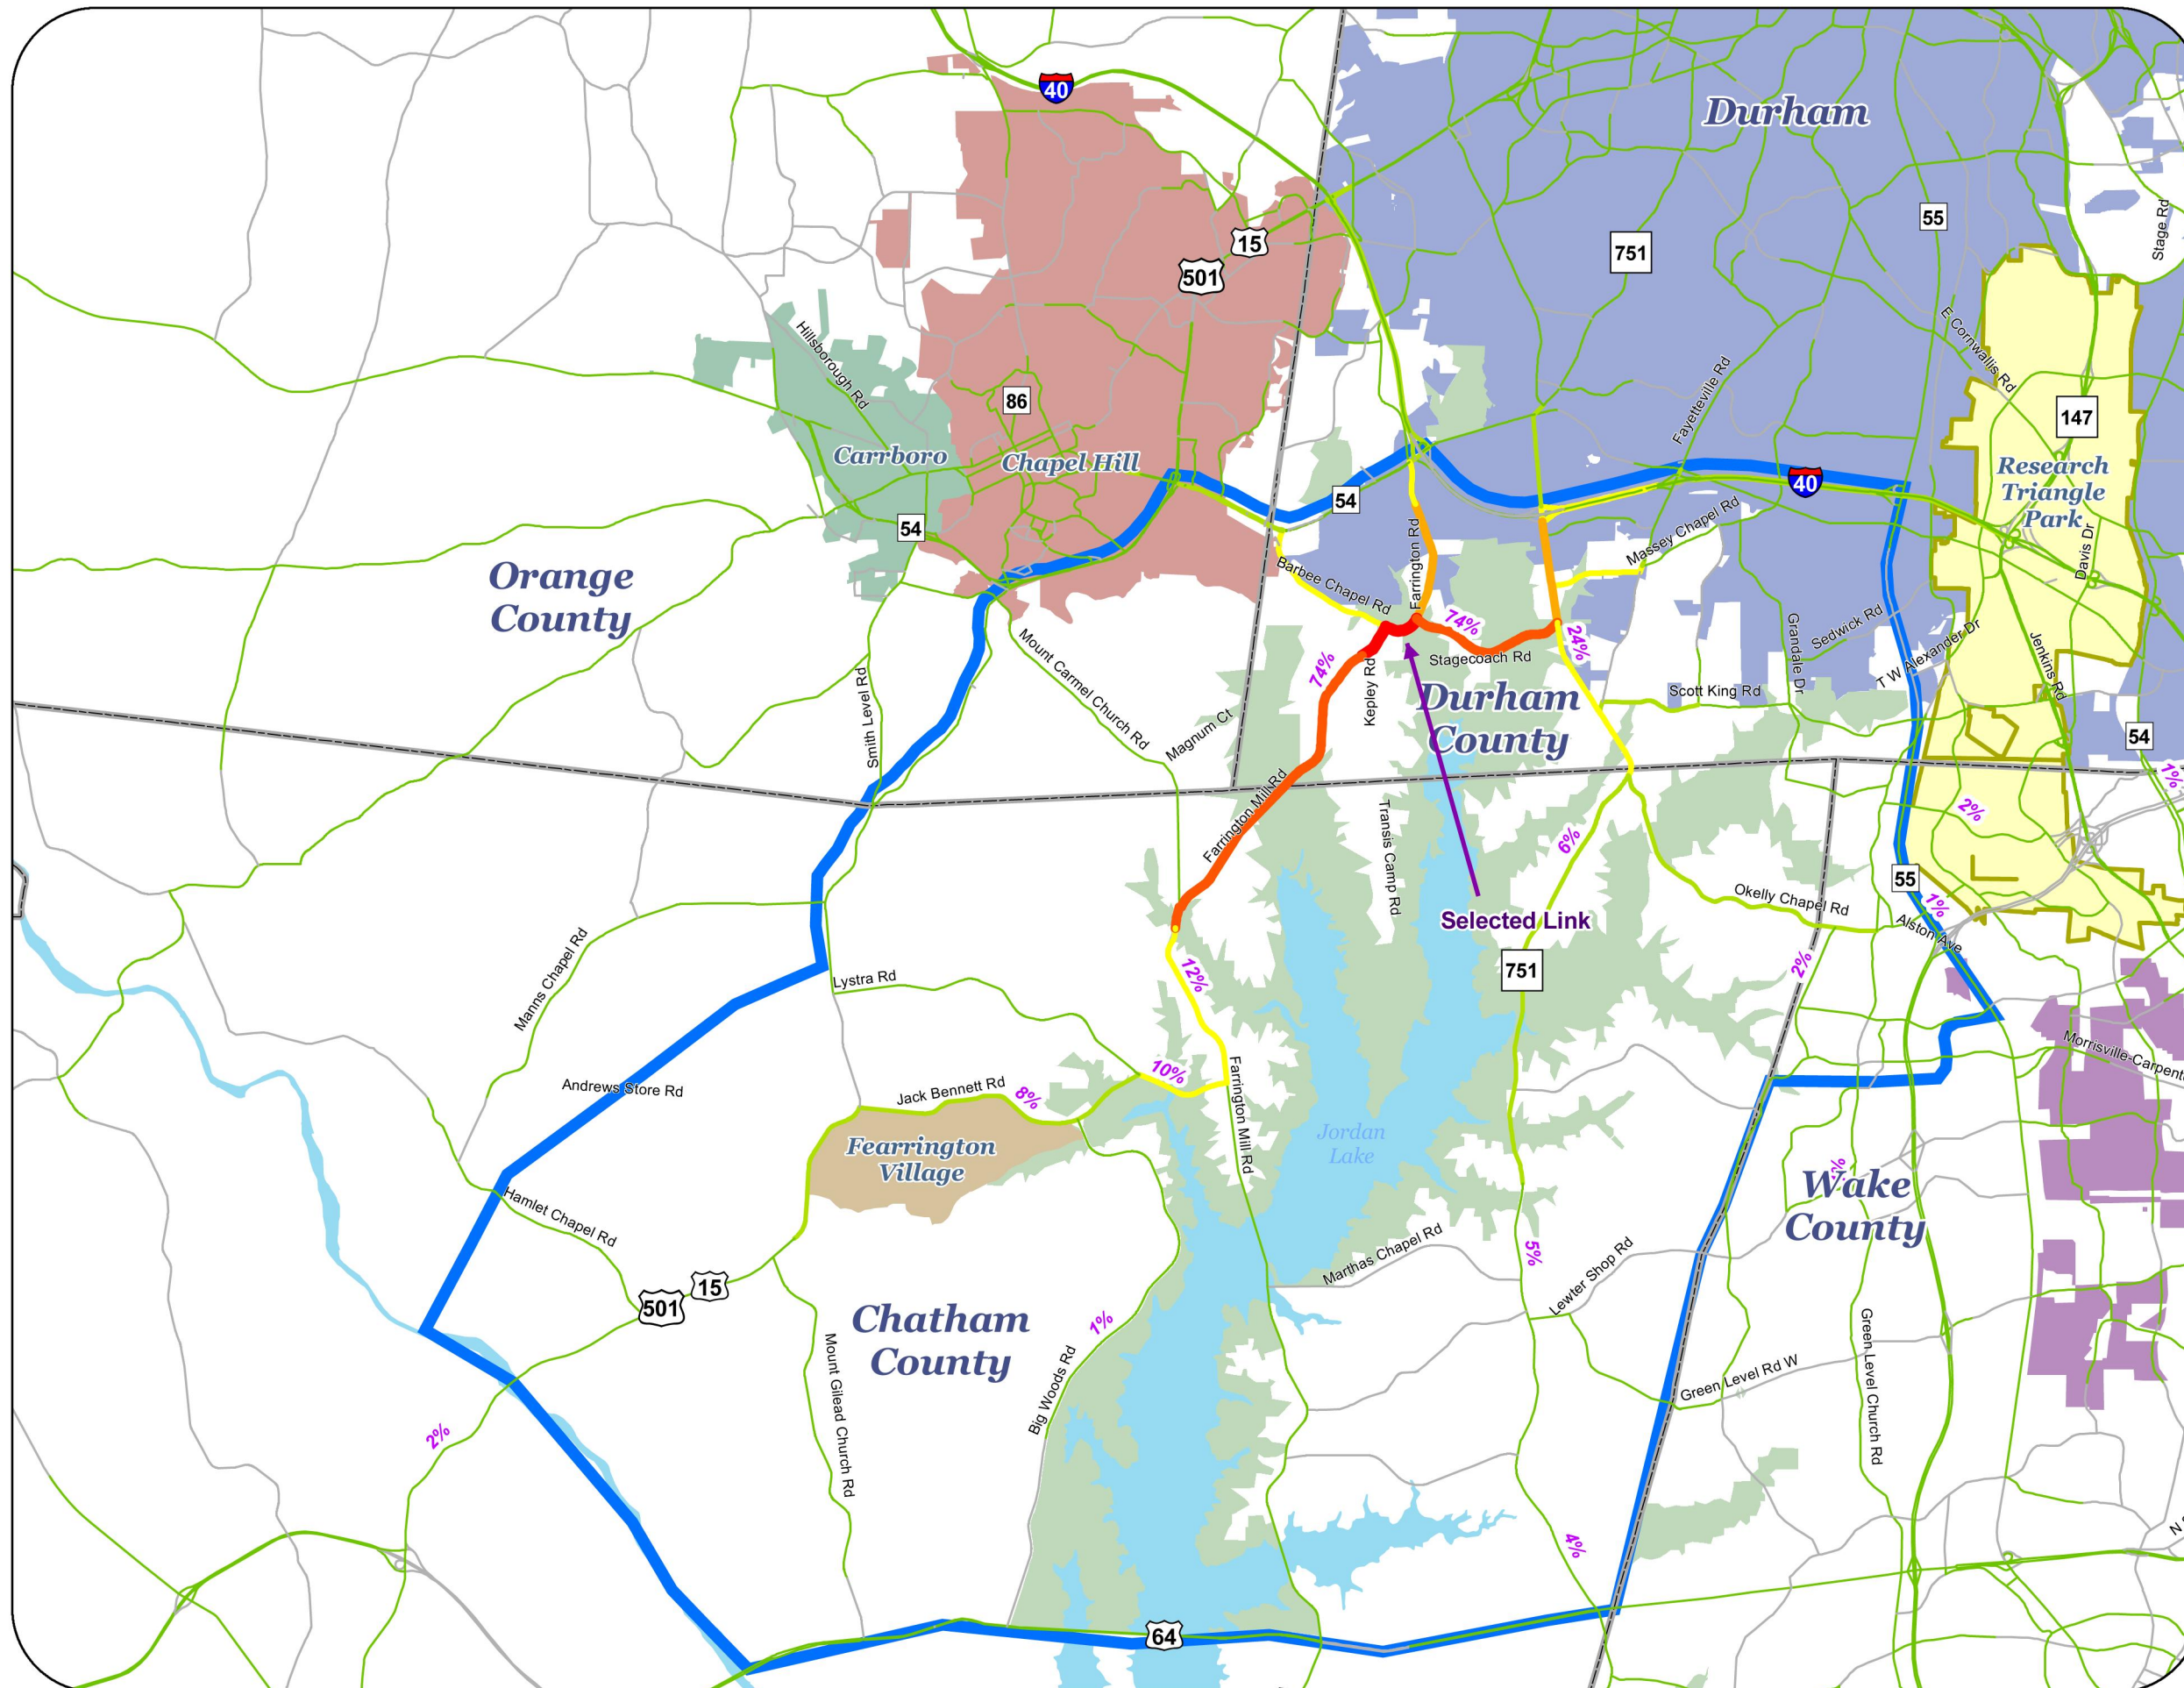 40
Durham
Stage Rd
55
15
751
501
E Cornwallis Rd
Hillsborough Rd
Fayetteville Rd
86
147
Carrboro
Chapel Hill
Research
Triangle
Park
40
54
54
Massey Chapel Rd
Farrington Rd
Davis Dr
Orange
County
Barbee Chapel Rd
74%
24%
Grandale Dr
Sedwick Rd
T W Alexander Dr
Jenkins Rd
Mount Carmel Church Rd
74%
Stagecoach Rd
Kepley Rd
Smith Level Rd
Magnum Ct
Durham
County
Scott King Rd
54
1%
Farrington Mill Rd
Transis Camp Rd
6%
2%
55
1%
Okelly Chapel Rd
Alston Ave
Selected Link
Manns Chapel Rd
Lystra Rd
12%
751
2%
Morrisville-Carpent
Andrews Store Rd
Jack Bennett Rd
8%
10%
Farrington Mill Rd
Fearrington
Village
Jordan
Lake
Wake
County
%
Hamlet Chapel Rd
Marthas Chapel Rd
5%
Lewter Shop Rd
501
15
Chatham
County
1%
Mount Gilead Church Rd
Big Woods Rd
Green Level Rd W
Green Level Church Rd
2%
4%
N
64